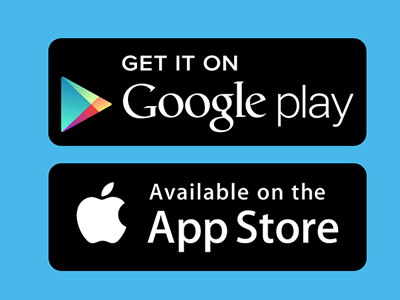 GET IT ON
Google play
Available on the
App Store